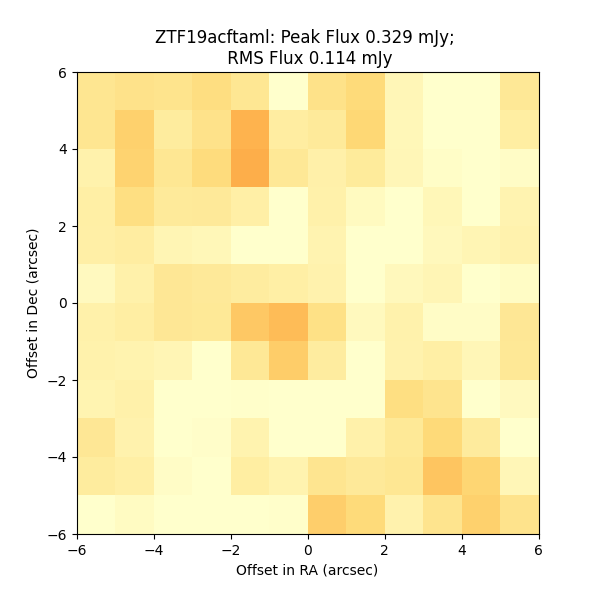 ZTF19acftaml: Peak Flux 0.329 mJy;
RMS Flux 0.114 mJy
6
4
2
0
−2
−4
−6
Offset in Dec (arcsec)
−6 −4 −2 0 2 4 6
Offset in RA (arcsec)